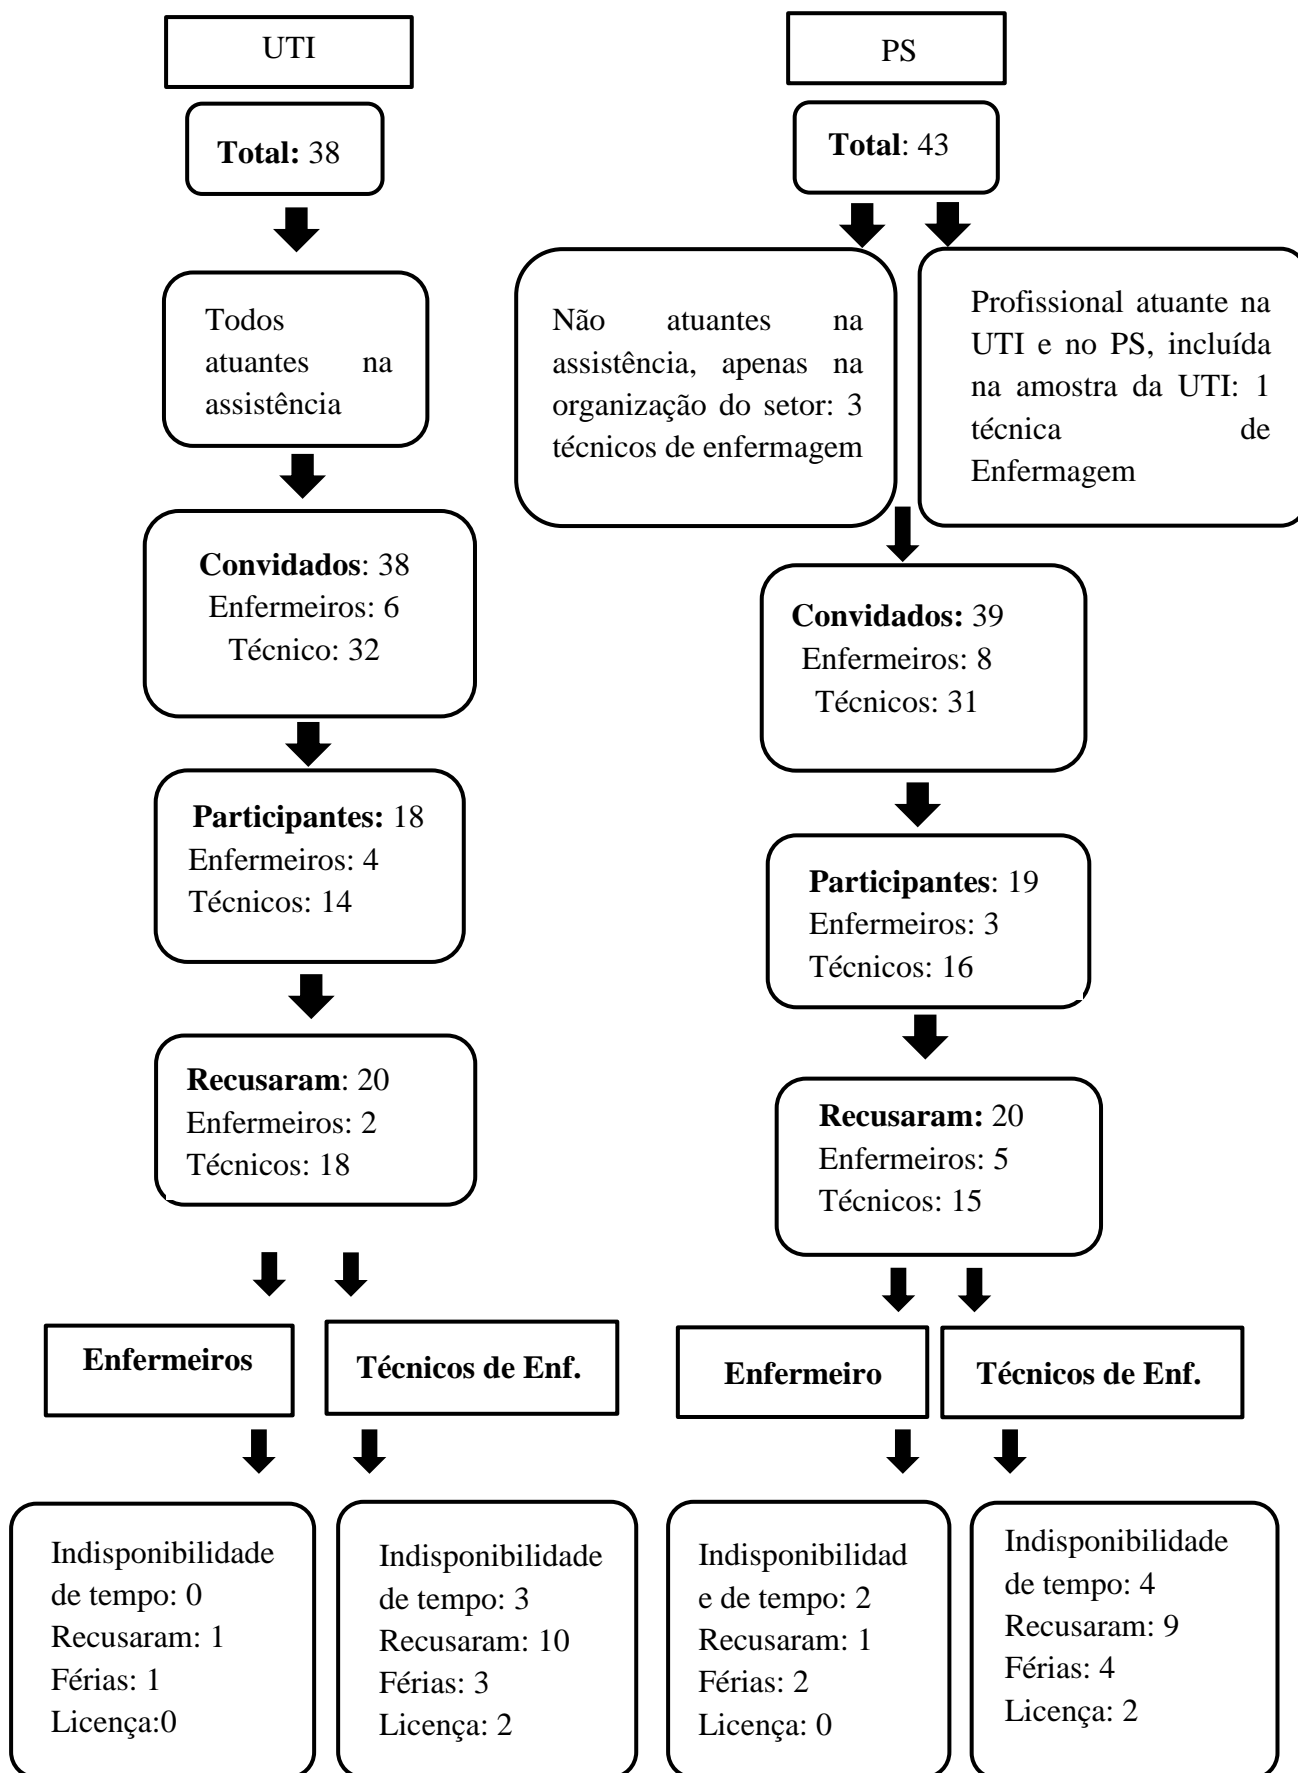 UTI
Total: 38
Todos
atuantes na
assistência
Convidados: 38
Enfermeiros: 6
Técnico: 32
Participantes: 18
Enfermeiros: 4
Técnicos: 14
Recusaram: 20
Enfermeiros: 2
Técnicos: 18
Enfermeiros
Técnicos de Enf.
Indisponibilidade
de tempo: 0
Recusaram: 1
Férias: 1
Licença:0
Indisponibilidade
de tempo: 3
Recusaram: 10
Férias: 3
Licença: 2
PS
Total: 43
Não atuantes na
assistência, apenas na
organização do setor: 3
técnicos de enfermagem
Profissional atuante na
UTI e no PS, incluída
na amostra da UTI: 1
técnica de
Enfermagem
Convidados: 39
Enfermeiros: 8
Técnicos: 31
Participantes: 19
Enfermeiros: 3
Técnicos: 16
Recusaram: 20
Enfermeiros: 5
Técnicos: 15
Enfermeiro
Técnicos de Enf.
Indisponibilidad
e de tempo: 2
Recusaram: 1
Férias: 2
Licença: 0
Indisponibilidade
de tempo: 4
Recusaram: 9
Férias: 4
Licença: 2